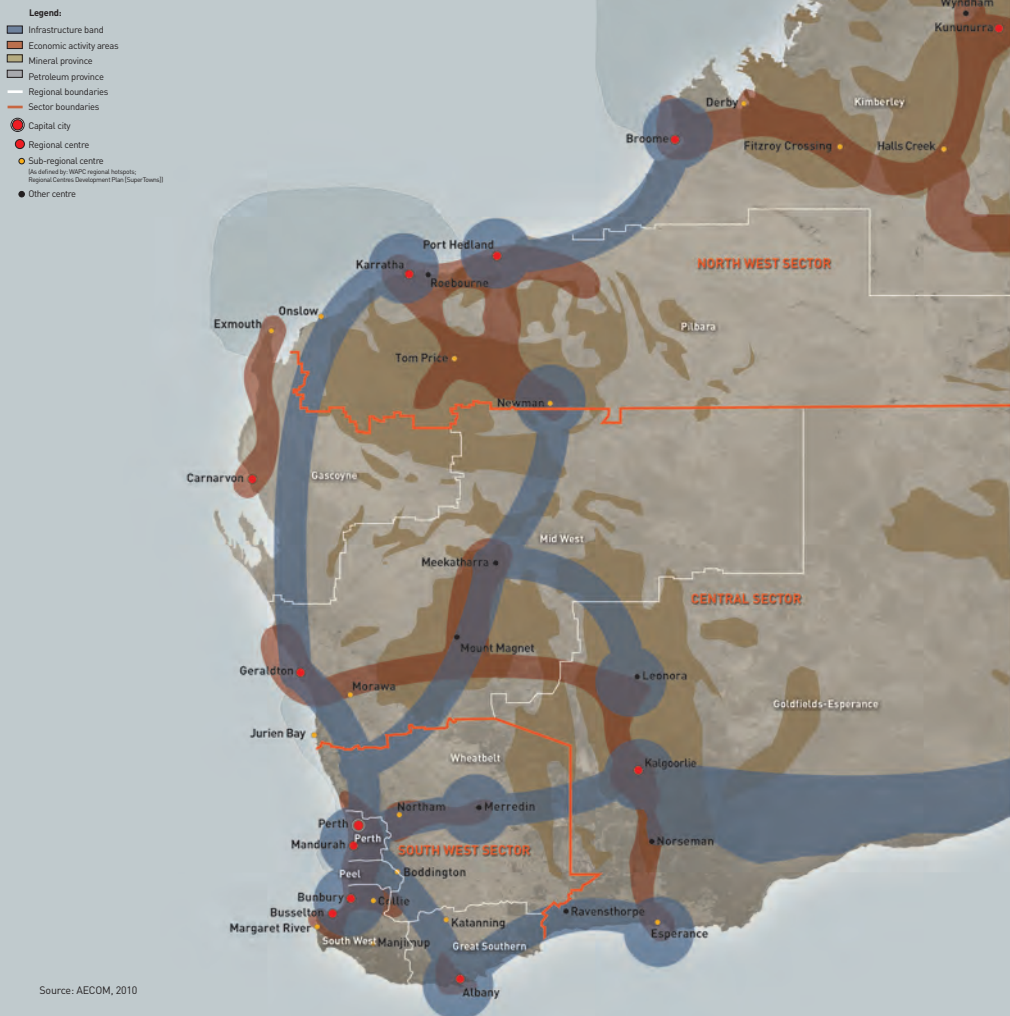 Legend:
Infrastructure band
Economic activity areas
Mineral province
Petroleum province
Regional boundaries
Sector boundaries
Capital city
Regional centre
Sub-regional centre
(As defined by: WAPC regional hotspots;
Regional Centres Development Plan (SuperTowns))
Other centre
Wyndham
Kununurra
Derby
Kimberley
Broome
Fitzroy Crossing
Halls Creek
Port Hedland
Karratha
Roebourne
NORTH WEST SECTOR
Onslow
Exmouth
Pilbara
Tom Price
Newman
Carnarvon
Gascoyne
Mid West
Meekatharra
CENTRAL SECTOR
Mount Magnet
Geraldton
Morawa
Leonora
Goldfields-Esperance
Jurien Bay
Wheatbelt
Kalgoorlie
Northam
Merredin
Perth
Perth
Mandurah
Norseman
SOUTH WEST SECTOR
Peel
Boddington
Bunbury
Collie
Busselton
Ravensthorpe
Margaret River
Katanning
Esperance
South West
Manjimup
Great Southern
Albany
Source: AECOM, 2010